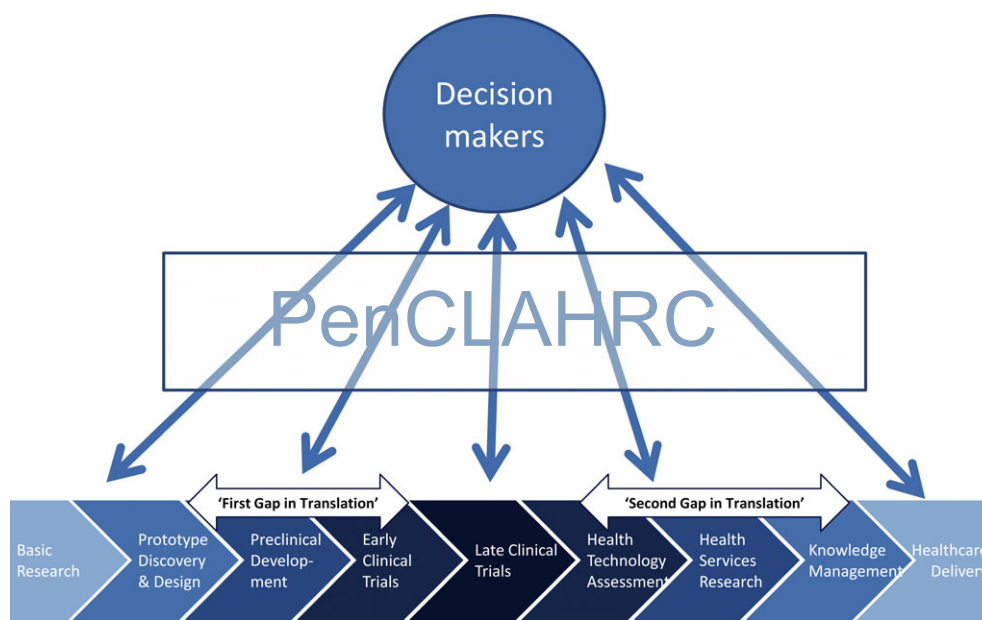 Decision
makers
PenCLAHRC
'First Gap in Translation'
'Second Gap in Translation'
Basic
Research
Prototype
Discovery
& Design
Preclinical
Develop-
ment
Early
Clinical
Trials
Late Clinical
Trials
Health
Technology
Assessment
Health
Services
Research
Knowledge
Management
Healthcare
Delivery